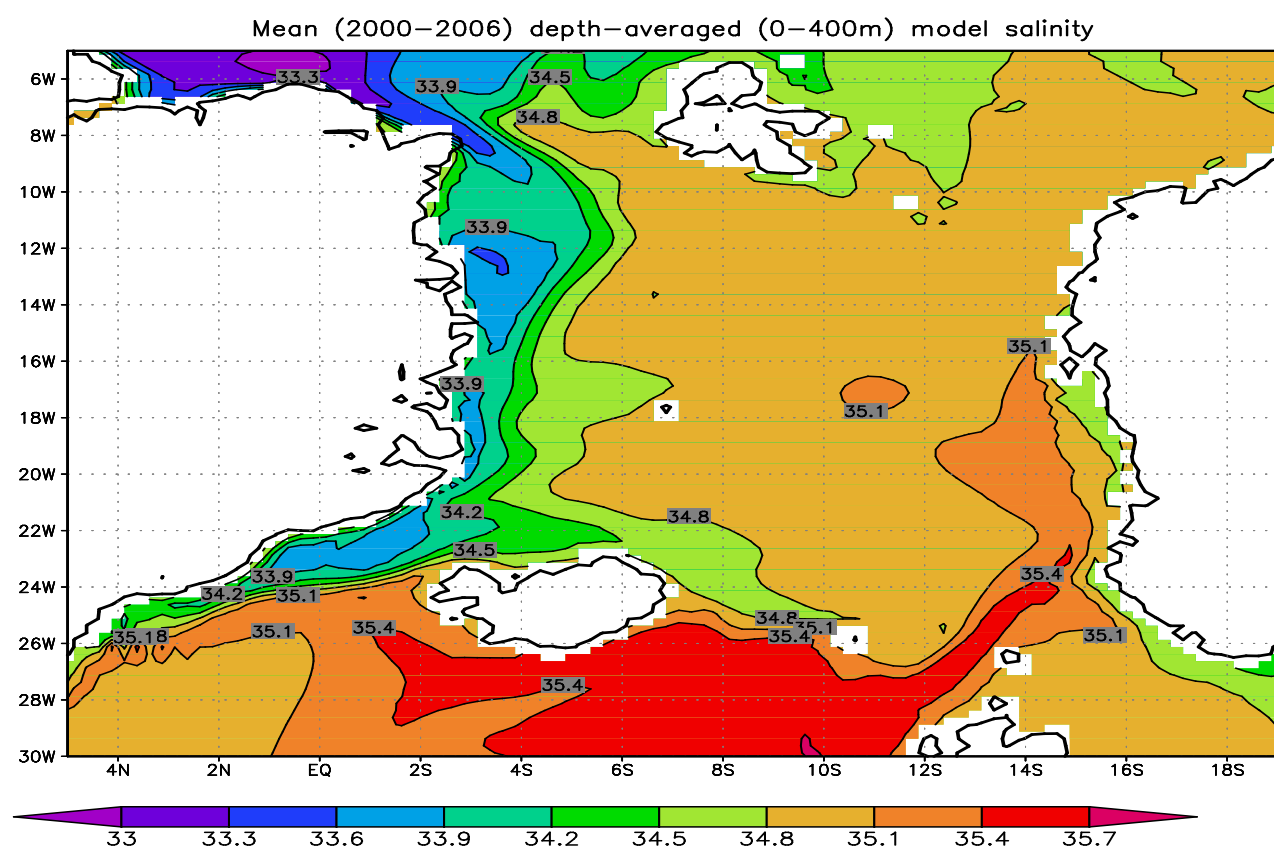 Mean (2000−2006) depth−averaged (0−400m) model salinity
6W
8W
10W
12W
14W
16W
18W
20W
22W
24W
26W
28W
30W
33.3
33.9
34.5
34.8
33.9
35.1
33.9
35.1
34.2
34.8
34.5
33.9
35.4
34.2
35.1
34.8
35.18
35.1
35.4
35.1
35.4
35.1
35.4
4N 2N EQ 2S 4S 6S 8S 10S 12S 14S 16S 18S
33 33.3 33.6 33.9 34.2 34.5 34.8 35.1 35.4 35.7